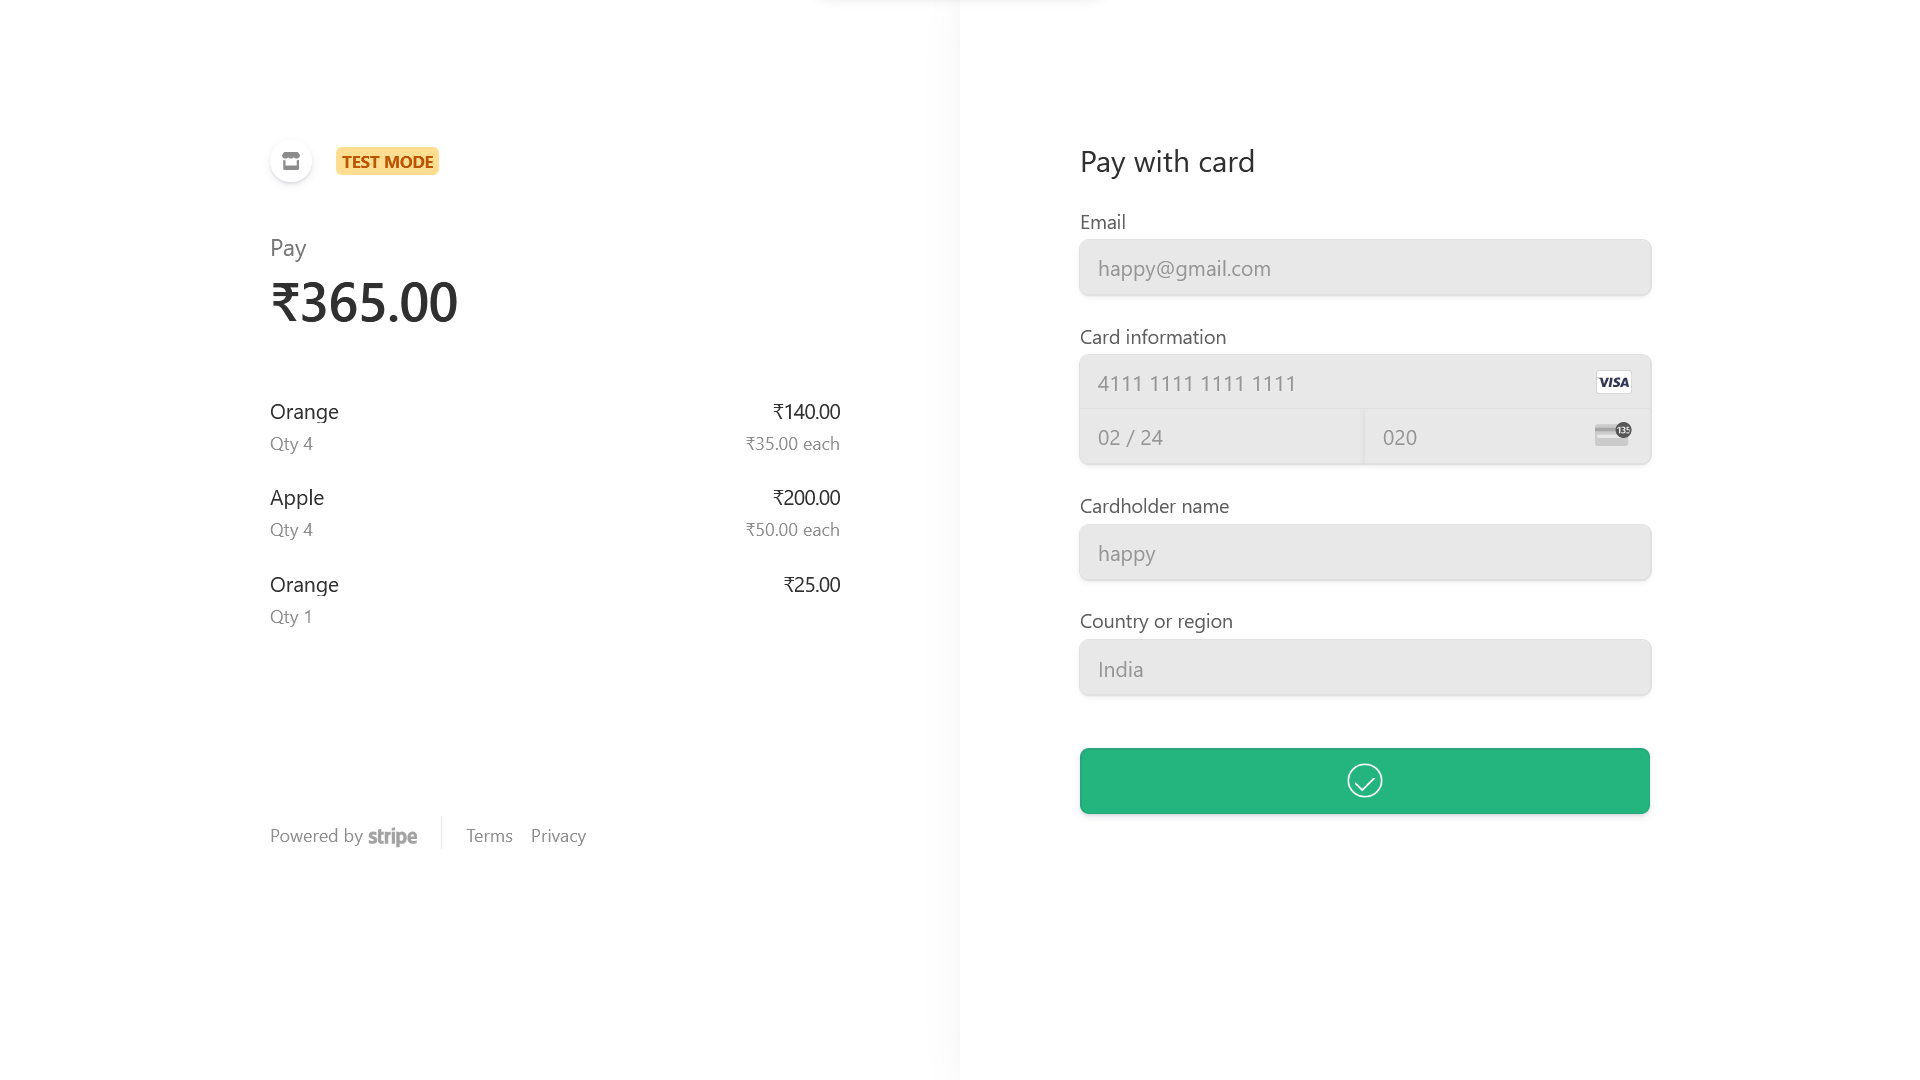 TEST MODE
Pay
₹365.00
Orange ₹140.00
Qty 4 ₹35.00 each
Apple ₹200.00
Qty 4 ₹50.00 each
Orange ₹25.00
Qty 1
Powered by stripe Terms Privacy
Pay with card
Email
happy@gmail.com
Card information
4111 1111 1111 1111 VISA
02 / 24 020 135
Cardholder name
happy
Country or region
India